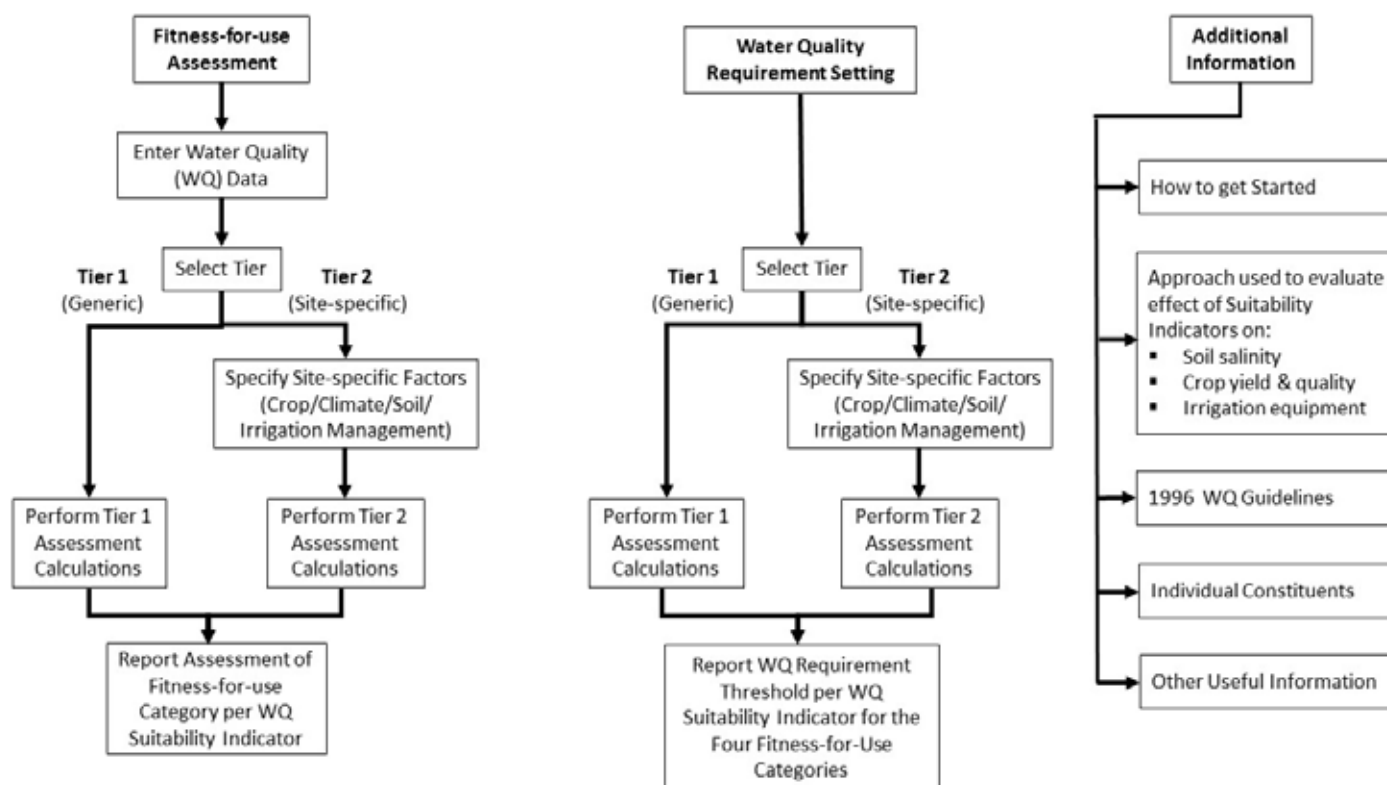 Fitness-for-use
Assessment
Enter Water Quality
(WQ) Data
Select Tier
Tier 1
(Generic)
Tier 2
(Site-specific)
Specify Site-specific Factors
(Crop/Climate/Soil/
Irrigation Management)
Perform Tier 1
Assessment
Calculations
Perform Tier 2
Assessment
Calculations
Report Assessment of
Fitness-for-use
Category per WQ
Suitability Indicator
Water Quality
Requirement Setting
Select Tier
Tier 1
(Generic)
Tier 2
(Site-specific)
Specify Site-specific Factors
(Crop/Climate/Soil/
Irrigation Management)
Perform Tier 1
Assessment
Calculations
Perform Tier 2
Assessment
Calculations
Report WQ Requirement
Threshold per WQ
Suitability Indicator for the
Four Fitness-for-Use
Categories
Additional
Information
How to get Started
Approach used to evaluate
effect of Suitability
Indicators on:
▪ Soil salinity
▪ Crop yield & quality
▪ Irrigation equipment
1996 WQ Guidelines
Individual Constituents
Other Useful Information